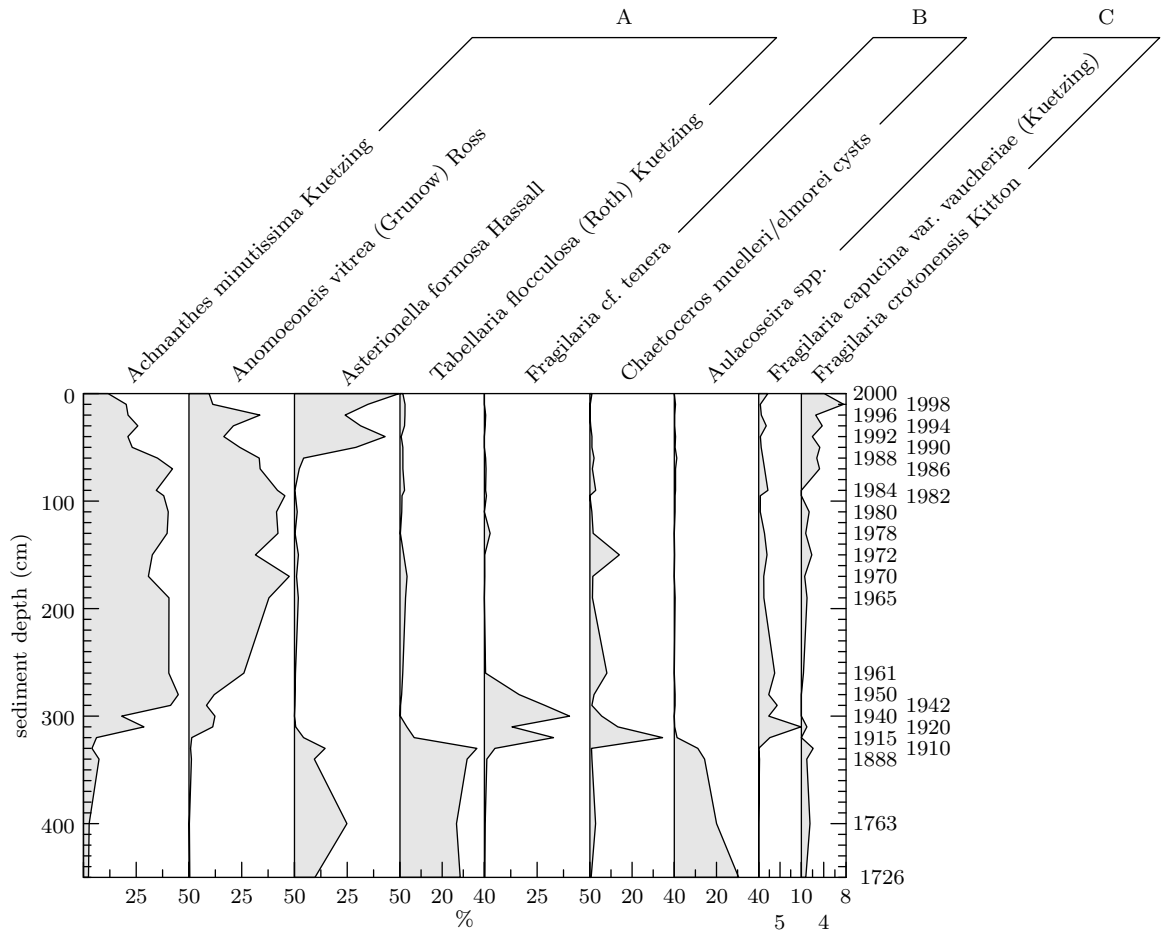 A
B
C
Achnanthes minutissima Kuetzing
Anomoeoneis vitrea (Grunow) Ross
Asterionella formosa Hassall
Tabellaria flocculosa (Roth) Kuetzing
Fragilaria cf. tenera
Chaetoceros muelleri/elmorei cysts
Aulacoseira spp.
Fragilaria capucina var. vaucheriae (Kuetzing)
Fragilaria crotonensis Kitton
sediment depth (cm)
0
100
200
300
400
2000
1998
1996
1994
1992
1990
1988
1986
1984
1982
1980
1978
1972
1970
1965
1961
1950
1942
1940
1920
1915
1910
1888
1763
1726
25 50 25 50 25 50 20 40 25 50 20 40 20 40 10 8
5 4
%